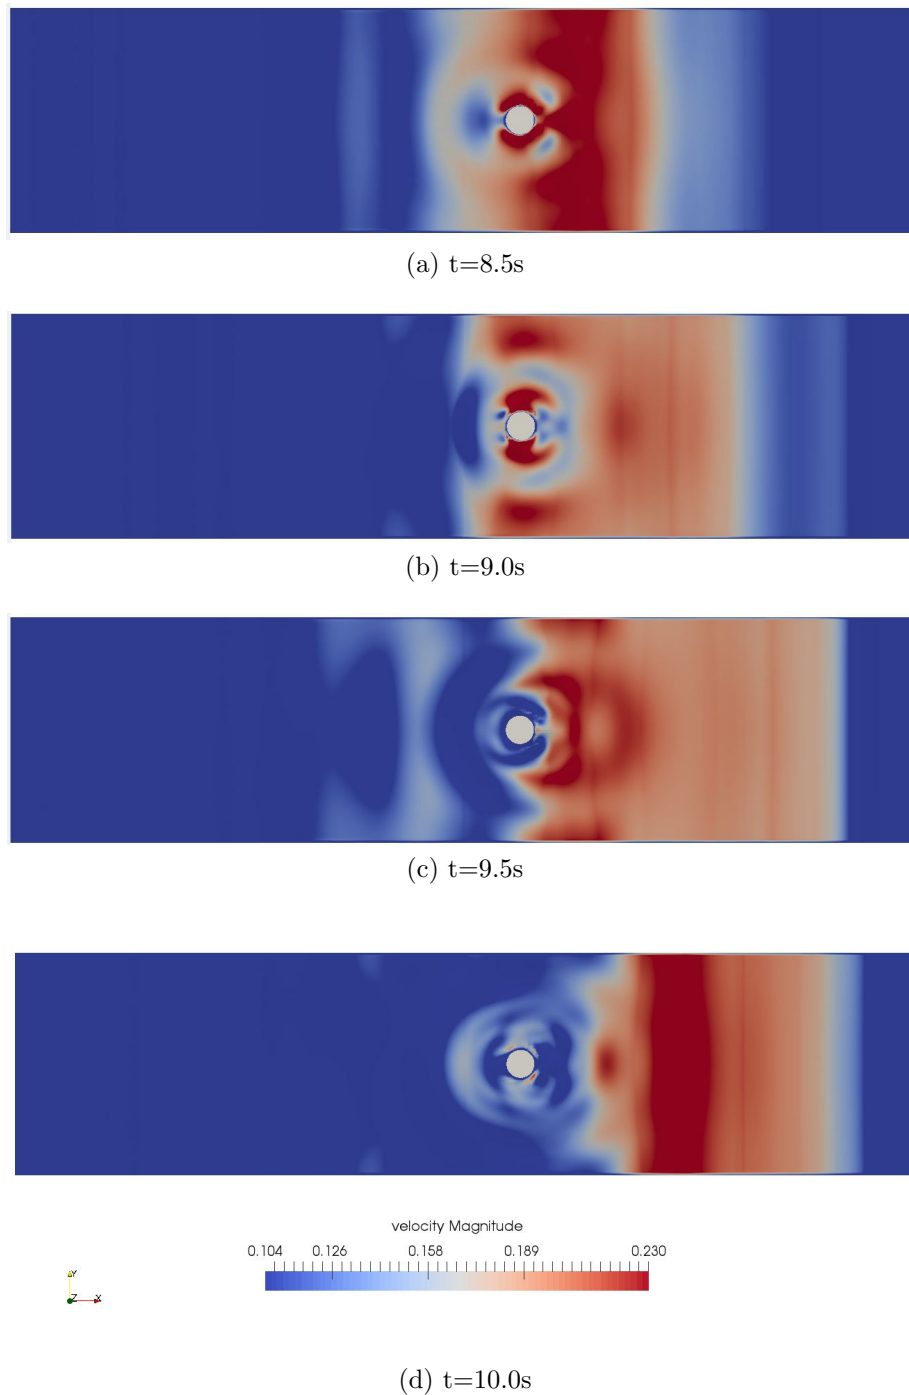 (a) t=8.5s
(b) t=9.0s
(c) t=9.5s
velocity Magnitude
0.104 0.126 0.158 0.189 0.230
Y
Z X
(d) t=10.0s